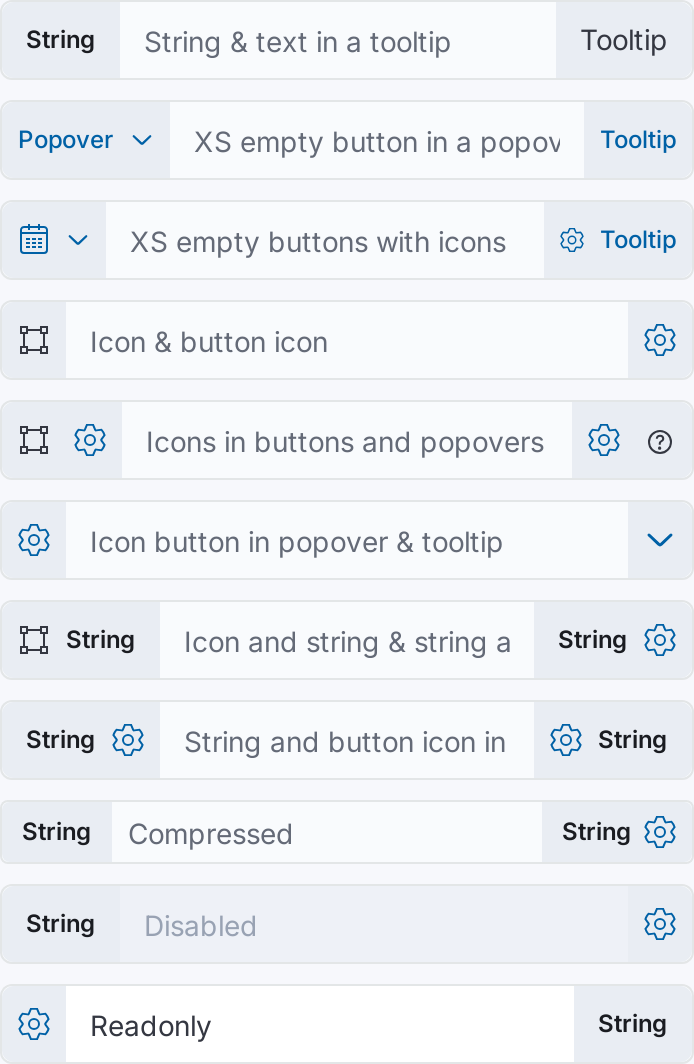 String String & text in a tooltip Tooltip
Popover XS empty button in a popov Tooltip
XS empty buttons with icons Tooltip
Icon & button icon
Icons in buttons and popovers
Icon button in popover & tooltip
String Icon and string & string a String
String String and button icon in String
String Compressed String
String Disabled
Readonly String